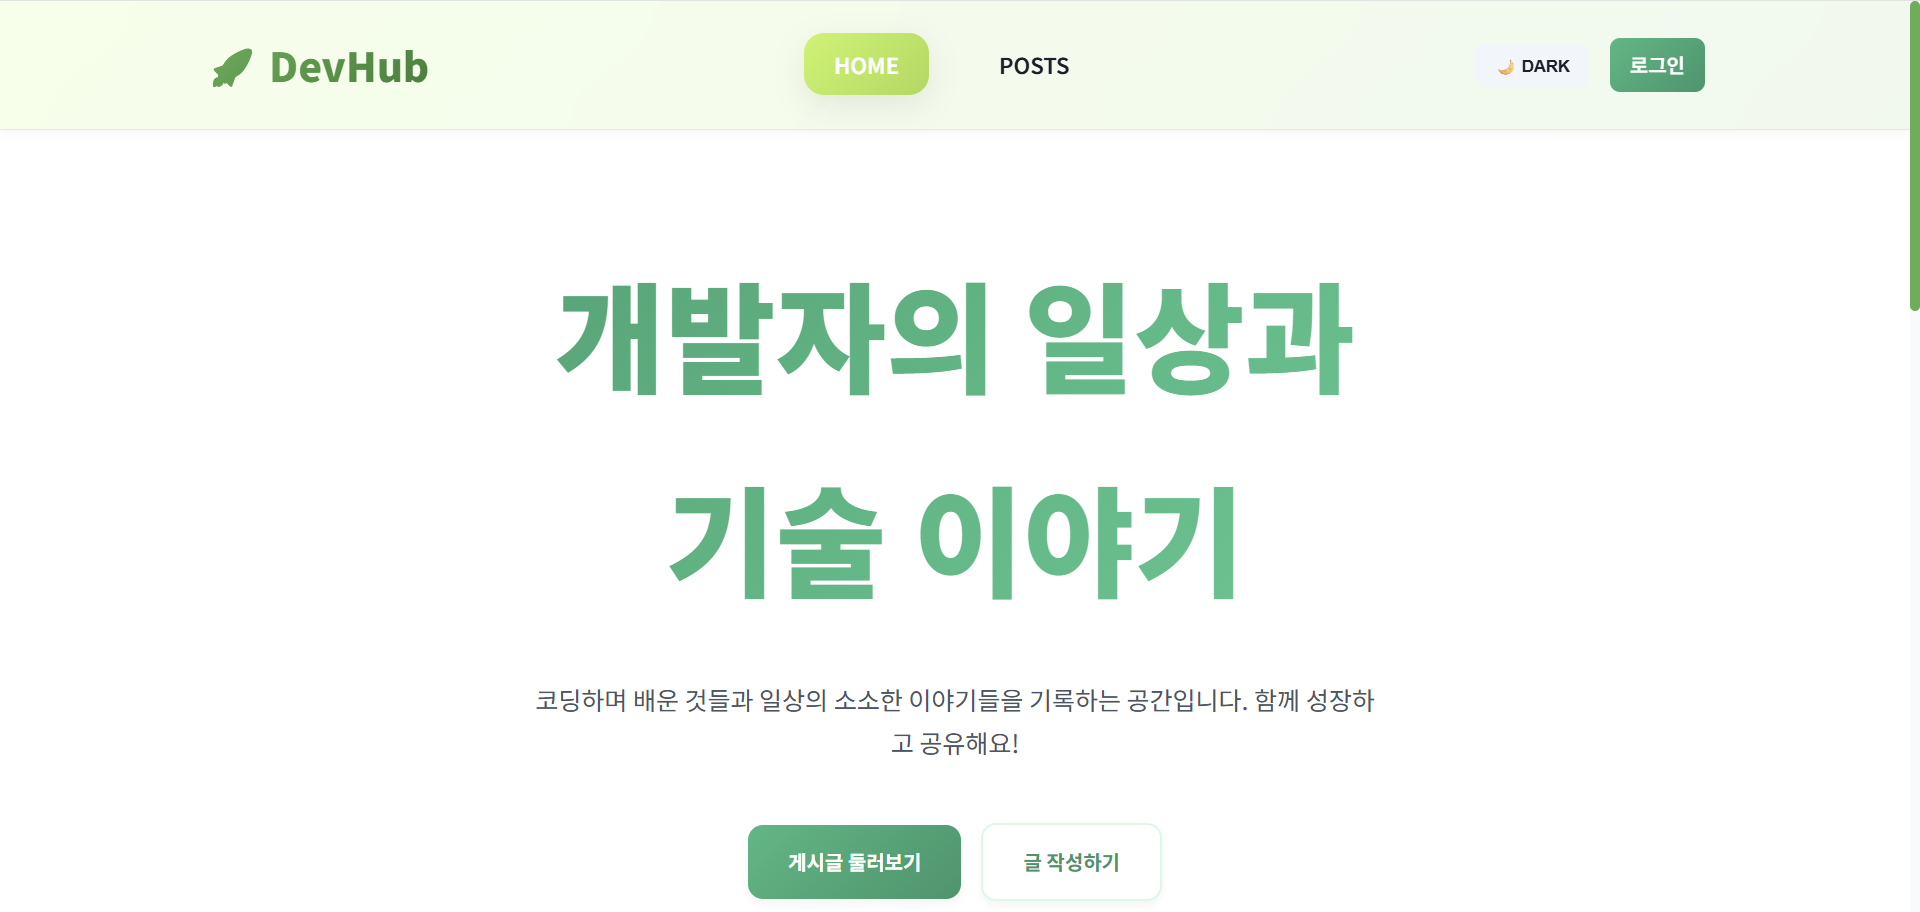 DevHub
HOME
POSTS
🌙 DARK
로그인
개발자의 일상과
기술 이야기
코딩하며 배운 것들과 일상의 소소한 이야기들을 기록하는 공간입니다. 함께 성장하
고 공유해요!
게시글 둘러보기
글 작성하기